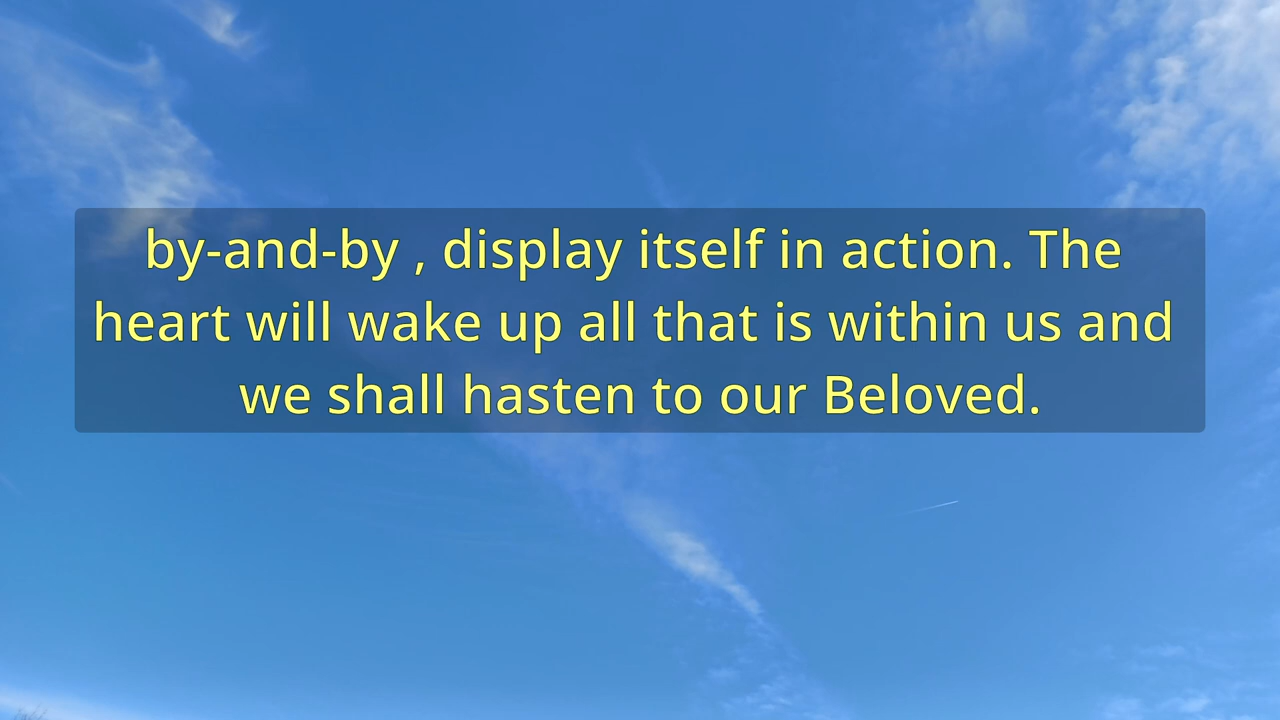 by-and-by , display itself in action. The
heart will wake up all that is within us and
we shall hasten to our Beloved.